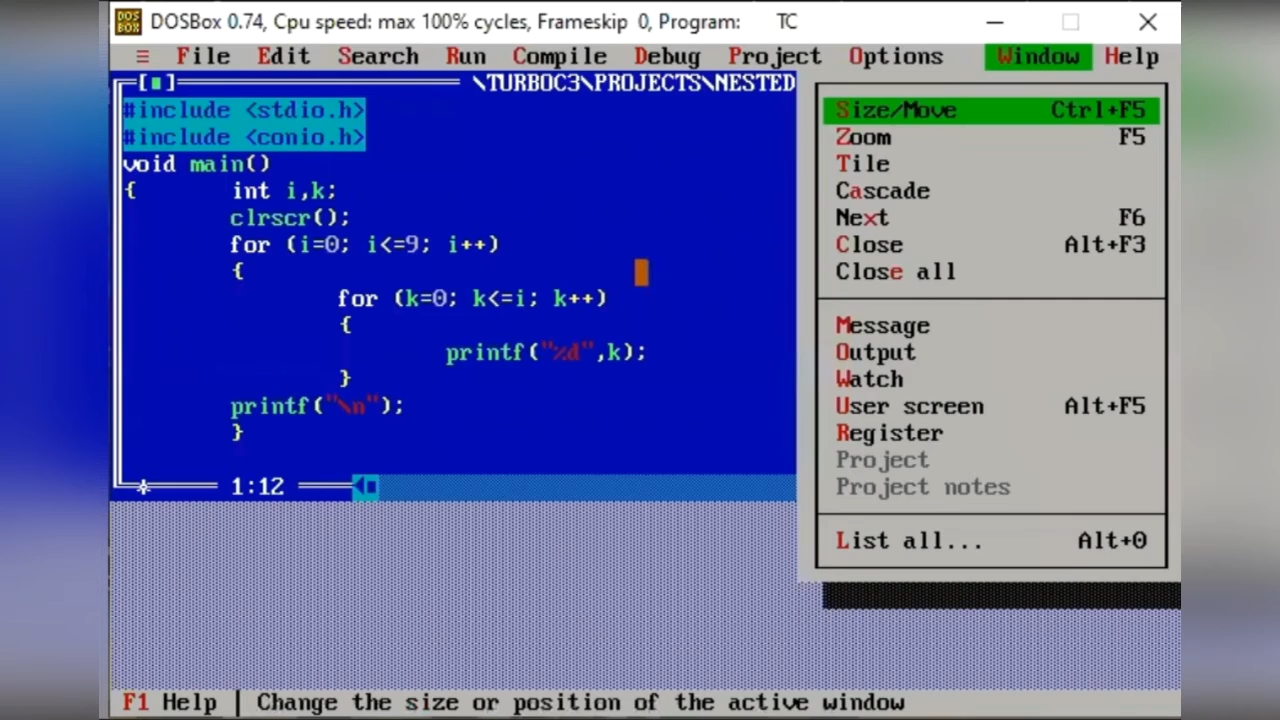 DOSBox 0.74, Cpu speed: max 100% cycles, Frameskip 0, Program: TC
≡ File Edit Search Run Compile Debug Project Options Window Help
\TURBOC3\PROJECTS\NESTED
#include <stdio.h>
#include <conio.h>
void main()
{ int i,k;
clrscr();
for (i=0; i<=9; i++)
{
for (k=0; k<=i; k++)
{
printf("%d",k);
}
printf("\n");
}
1:12
Size/Move Ctrl+F5
Zoom F5
Tile
Cascade
Next F6
Close Alt+F3
Close all
Message
Output
Watch
User screen Alt+F5
Register
Project
Project notes
List all... Alt+0
F1 Help | Change the size or position of the active window